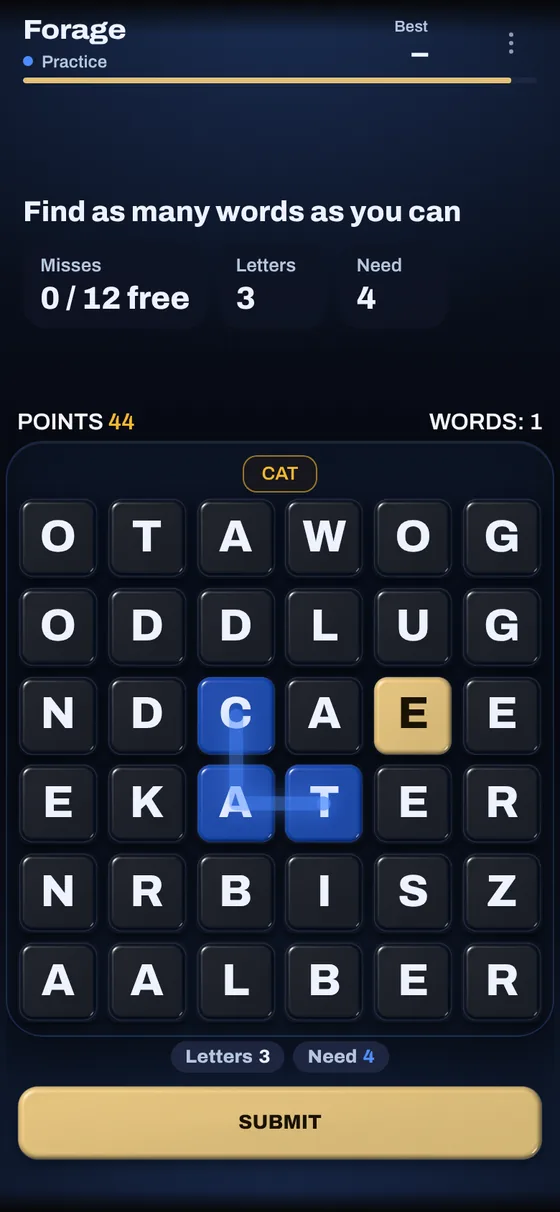 Forage
Best
Practice
–
Find as many words as you can
Misses
Letters
Need
0 / 12 free
3
4
POINTS 44
WORDS: 1
CAT
O T A W O G
O D D L U G
N D C A E E
E K A T E R
N R B I S Z
A A L B E R
Letters 3
Need 4
SUBMIT